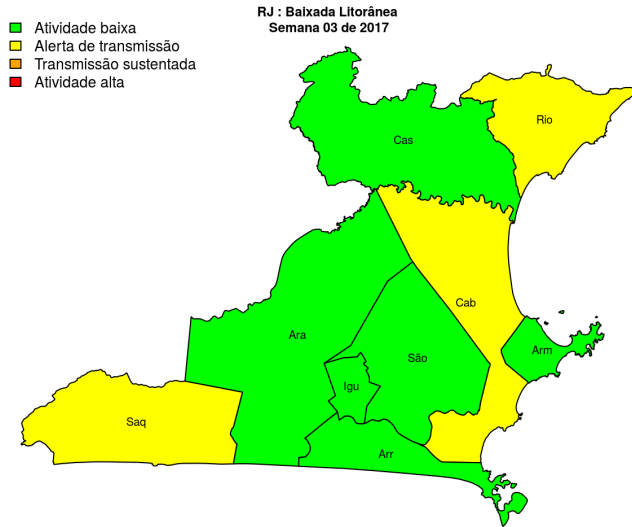 RJ : Baixada Litorânea
Semana 03 de 2017
Atividade baixa
Alerta de transmissão
Transmissão sustentada
Atividade alta
Rio
Cas
Cab
Ara
Arm
São
Igu
Saq
Arr